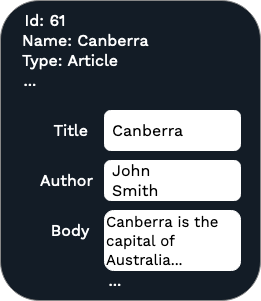 Id: 61
Name: Canberra
Type: Article
...
Title Canberra
Author John
Smith
Body Canberra is the
capital of
Australia...
...